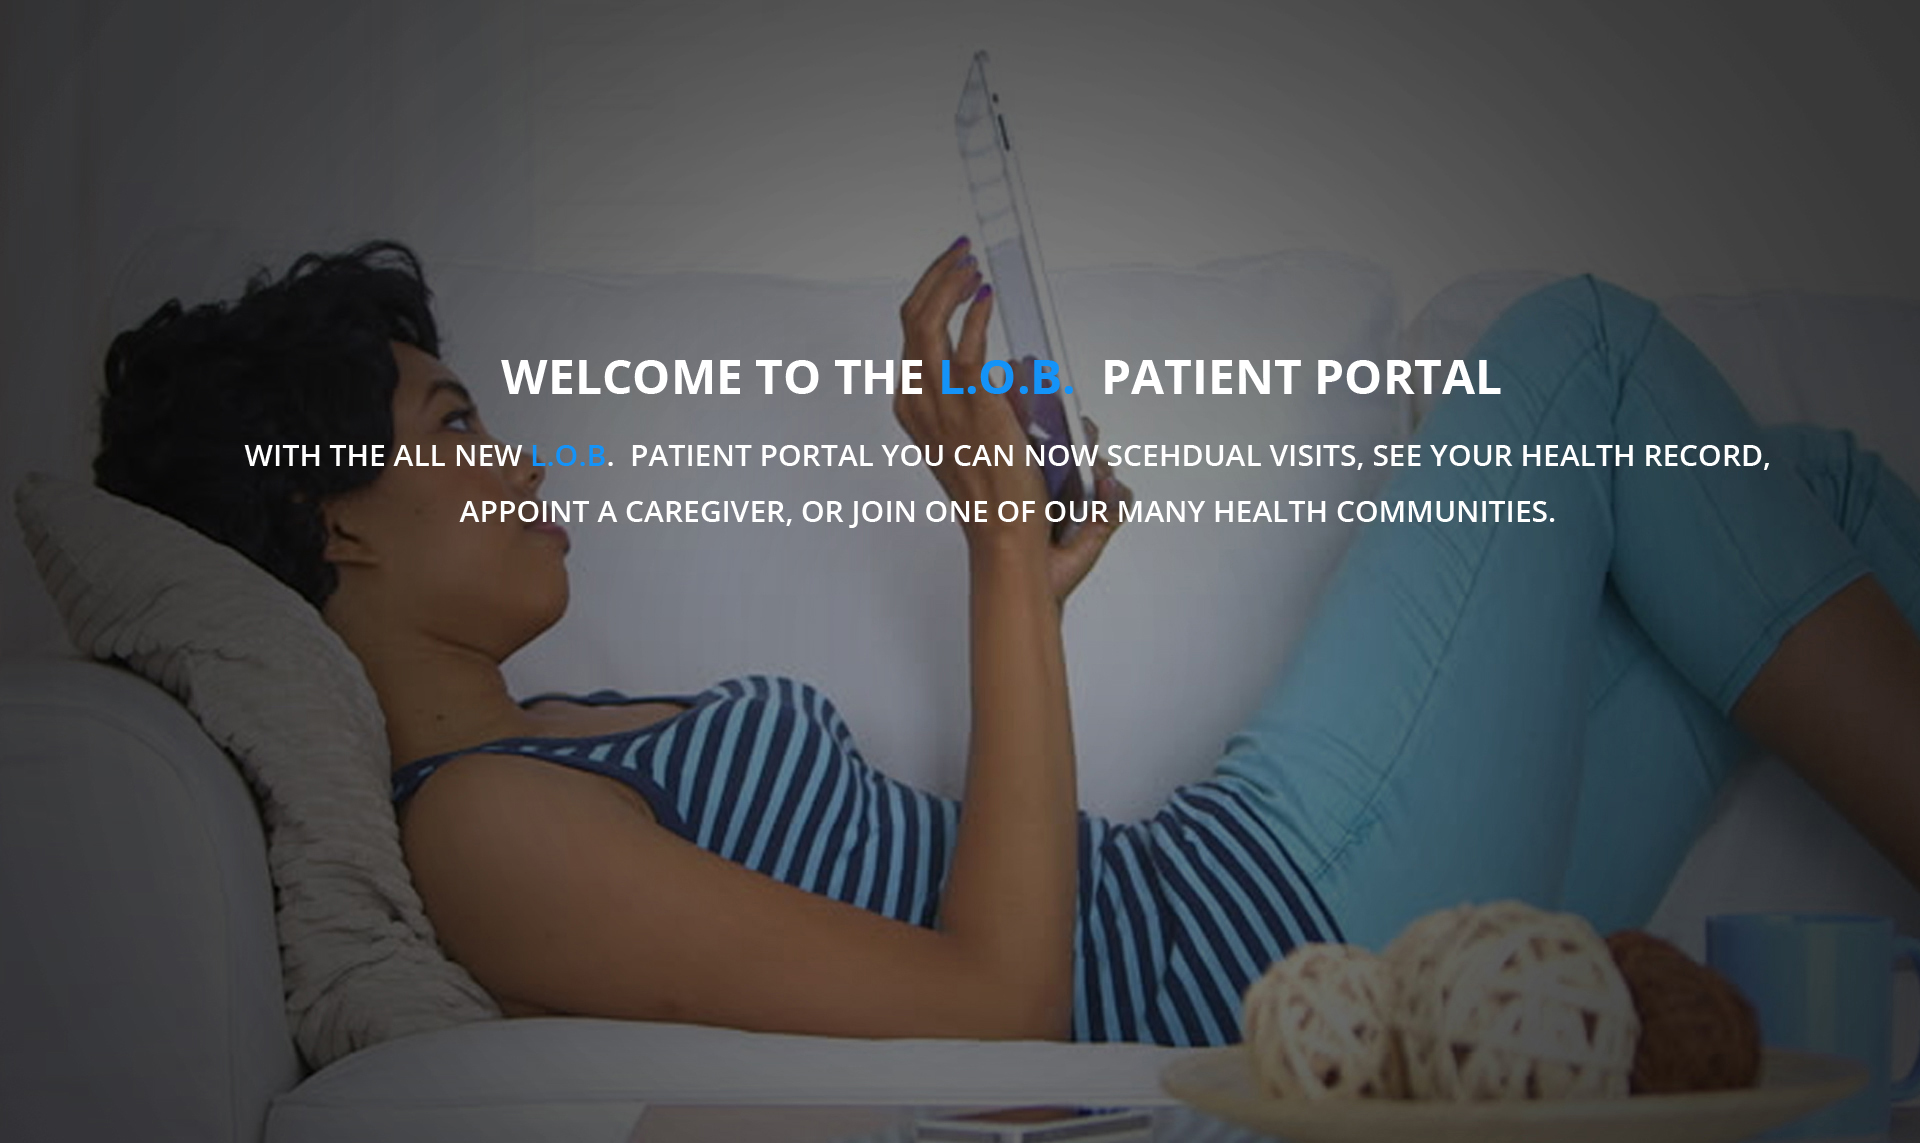 WELCOME TO THE L.O.B. PATIENT PORTAL
WITH THE ALL NEW L.O.B. PATIENT PORTAL YOU CAN NOW SCEHDUAL VISITS, SEE YOUR HEALTH RECORD,
APPOINT A CAREGIVER, OR JOIN ONE OF OUR MANY HEALTH COMMUNITIES.